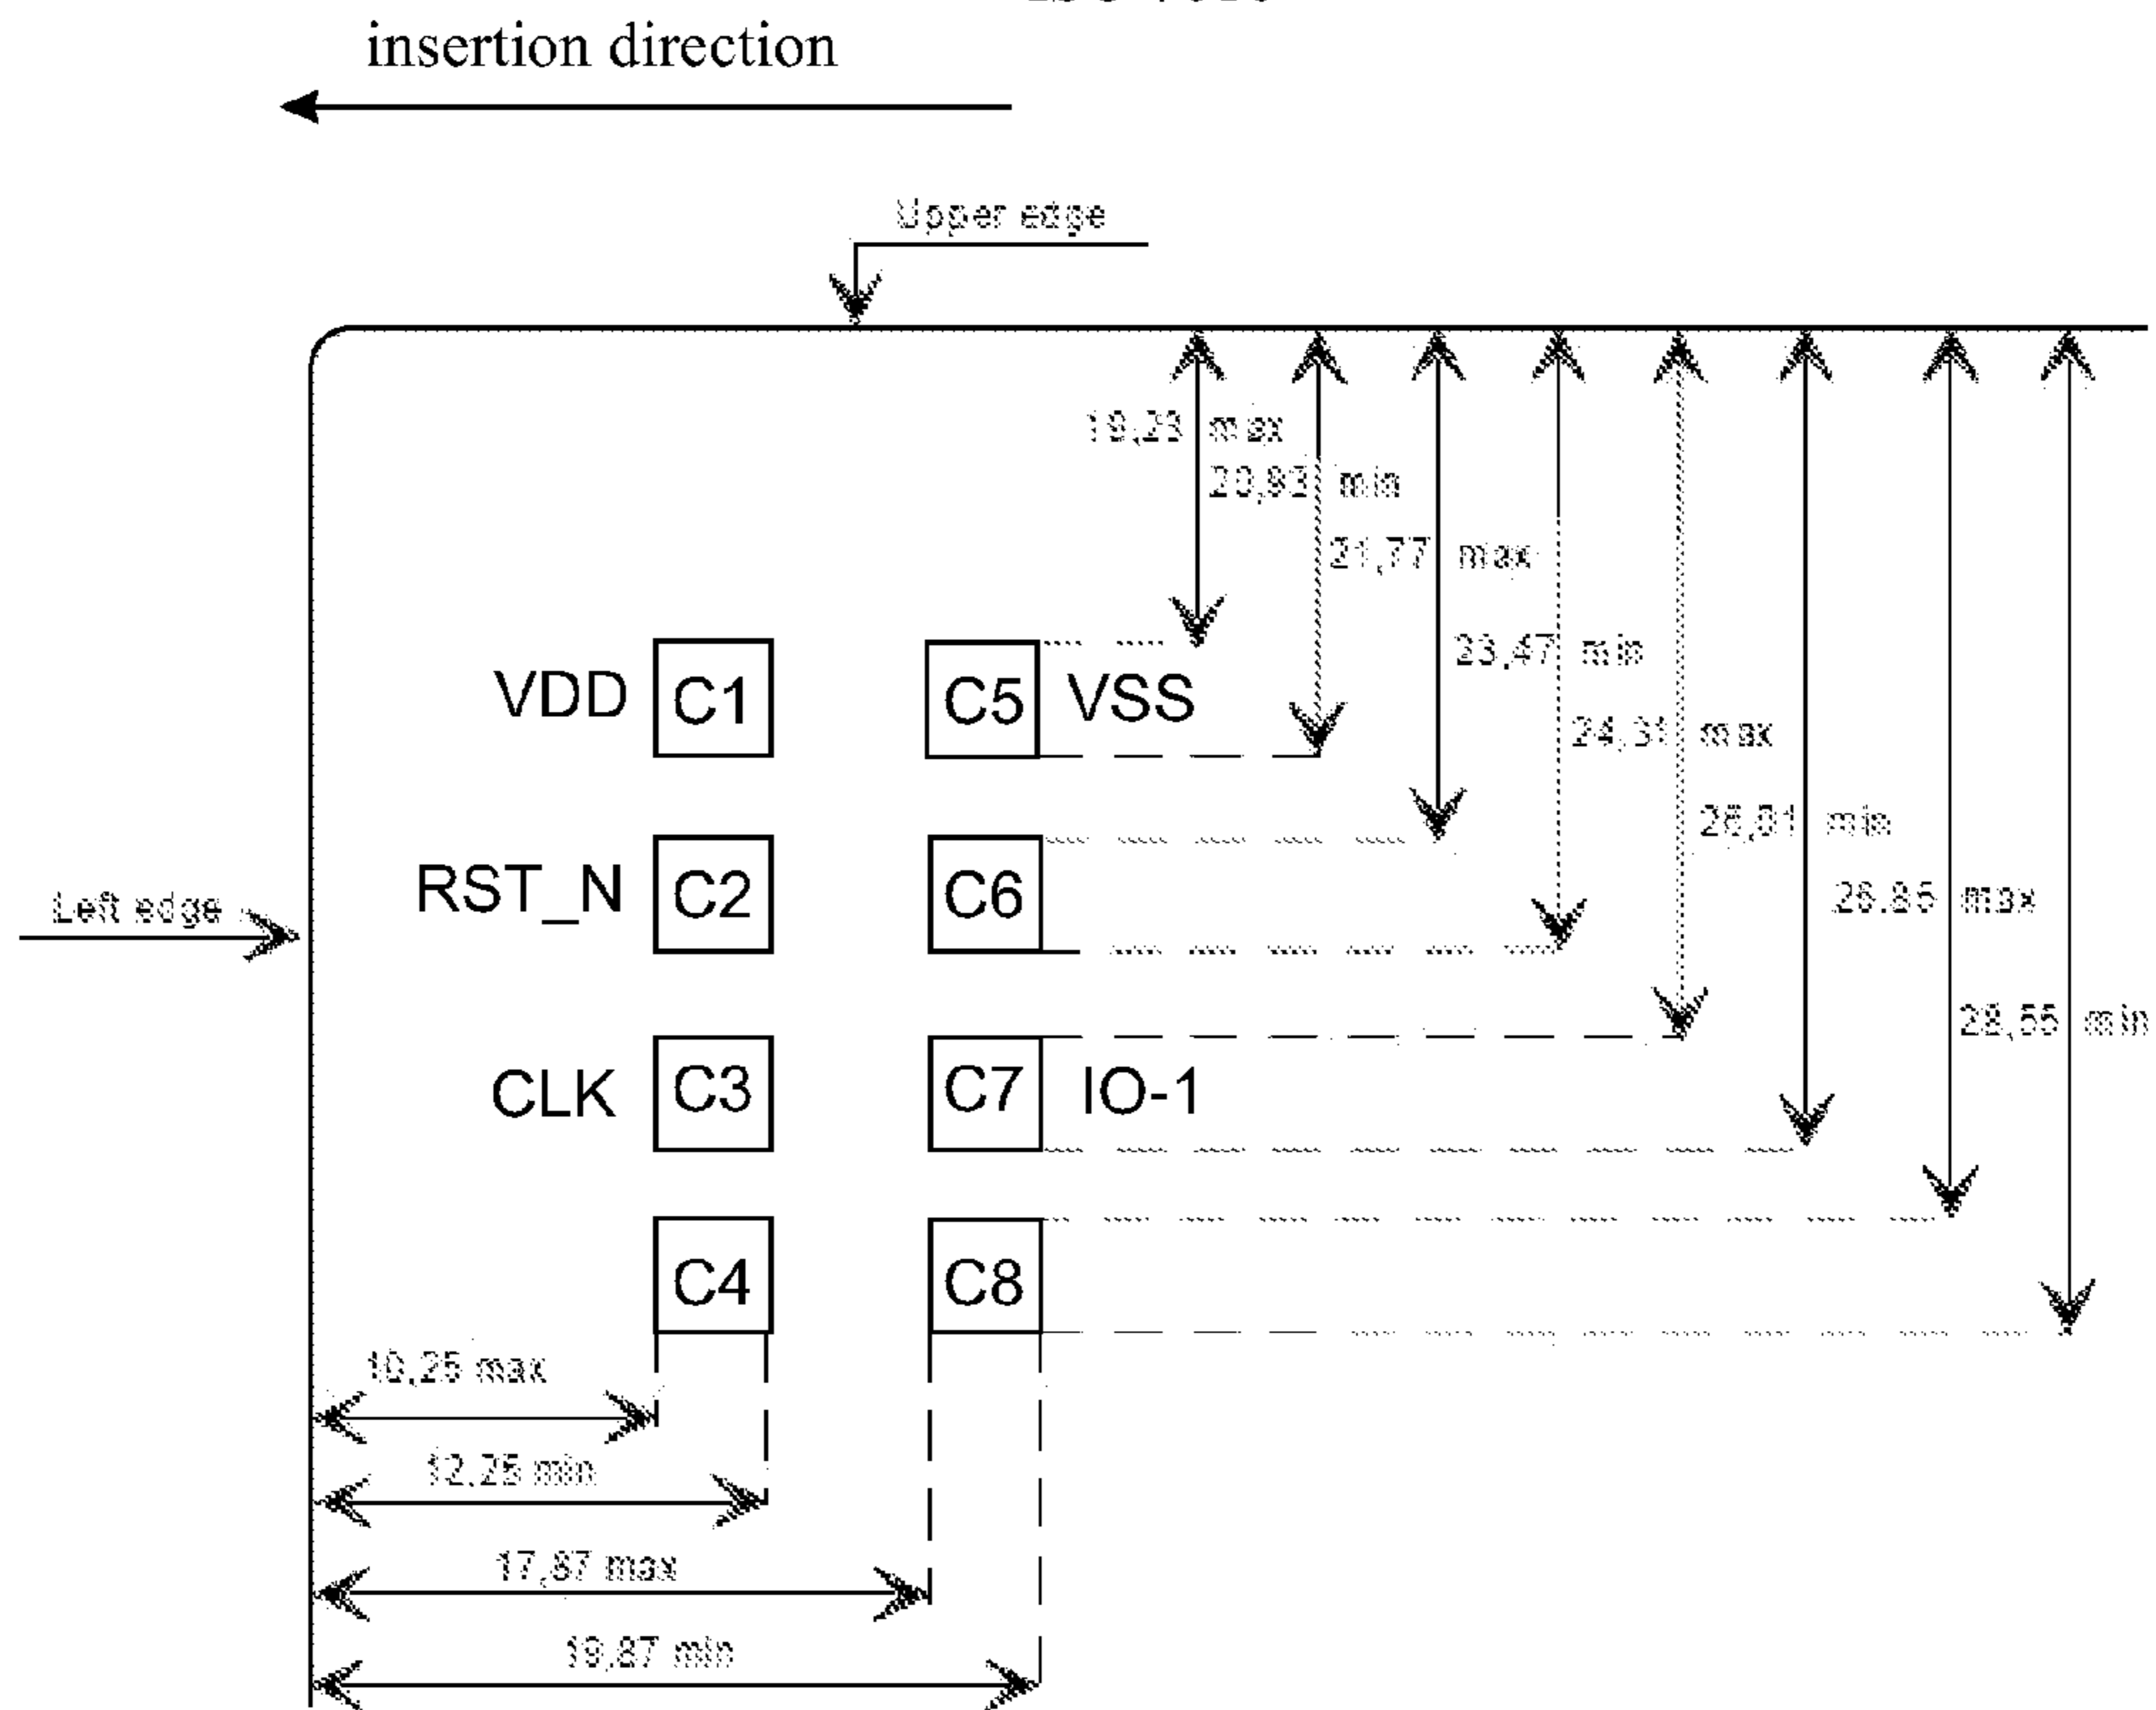 insertion direction
Upper edge
19,23 max
20,93 min
21,77 max
23,47 min
24,31 max
26,01 min
26.85 max
28,55 min
VDD C1 C5 VSS
RST_N C2 C6
Left edge
CLK C3 C7 IO-1
C4 C8
10,25 max
12,25 min
17,87 max
19,87 min